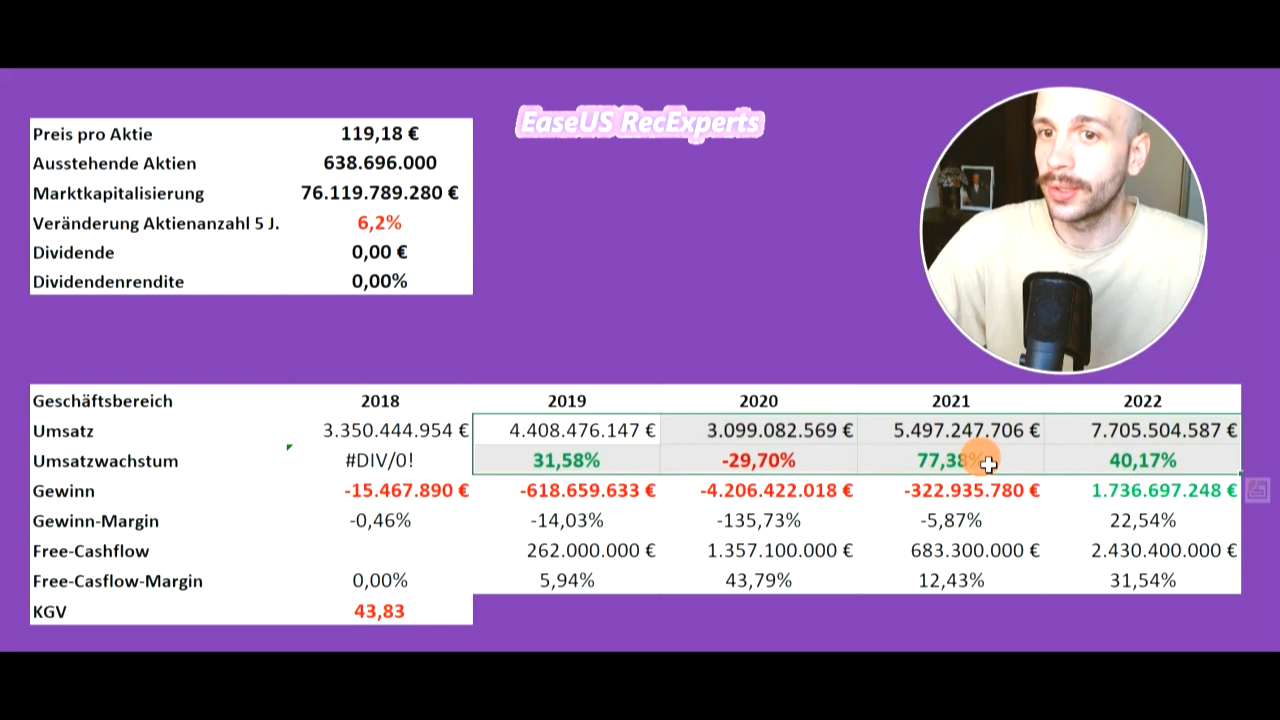 EaseUS RecExperts
Preis pro Aktie 119,18 €
Ausstehende Aktien 638.696.000
Marktkapitalisierung 76.119.789.280 €
Veränderung Aktienanzahl 5 J. 6,2%
Dividende 0,00 €
Dividendenrendite 0,00%
Geschäftsbereich 2018 2019 2020 2021 2022
Umsatz 3.350.444.954 € 4.408.476.147 € 3.099.082.569 € 5.497.247.706 € 7.705.504.587 €
Umsatzwachstum #DIV/0! 31,58% -29,70% 77,38% 40,17%
Gewinn -15.467.890 € -618.659.633 € -4.206.422.018 € -322.935.780 € 1.736.697.248 €
Gewinn-Margin -0,46% -14,03% -135,73% -5,87% 22,54%
Free-Cashflow 262.000.000 € 1.357.100.000 € 683.300.000 € 2.430.400.000 €
Free-Casflow-Margin 0,00% 5,94% 43,79% 12,43% 31,54%
KGV 43,83